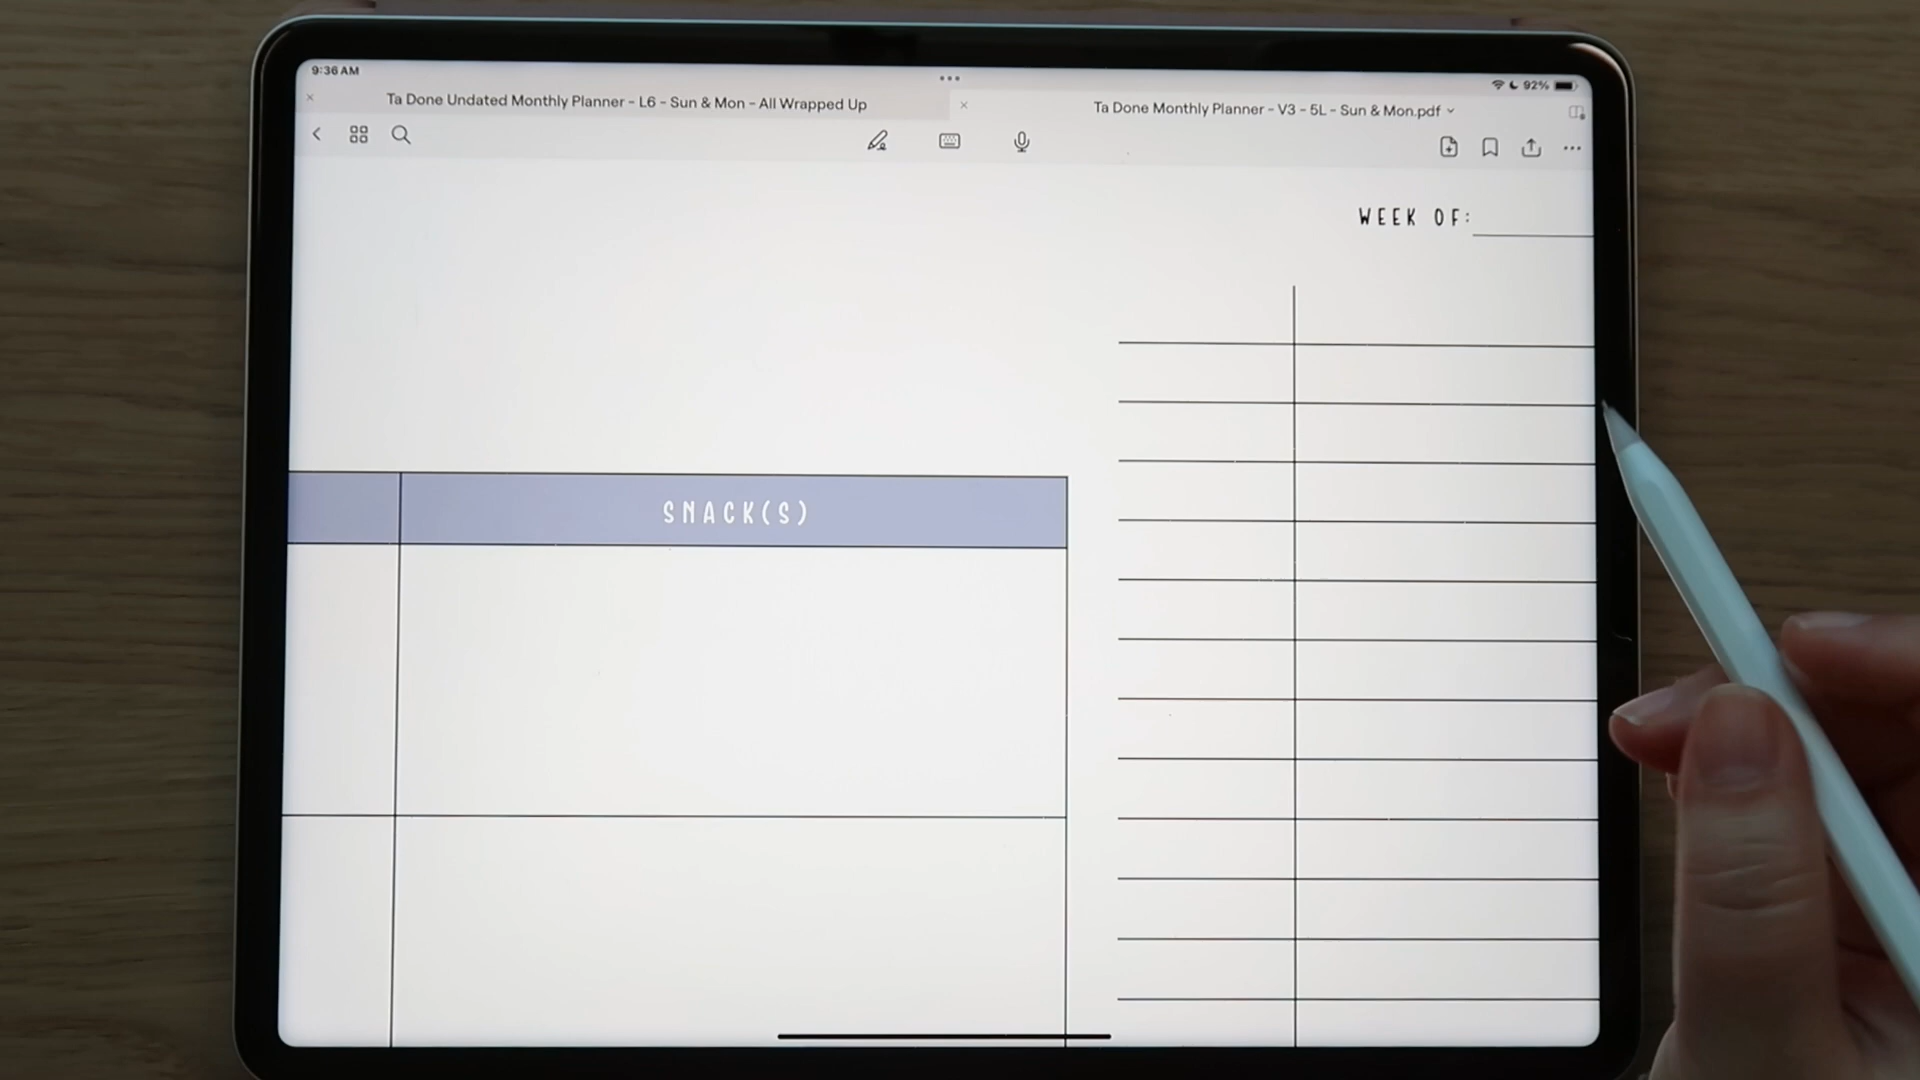 9:36 AM
92%
Ta Done Undated Monthly Planner - L6 - Sun & Mon - All Wrapped Up
Ta Done Monthly Planner - V3 - 5L - Sun & Mon.pdf
WEEK OF:
SNACK(S)